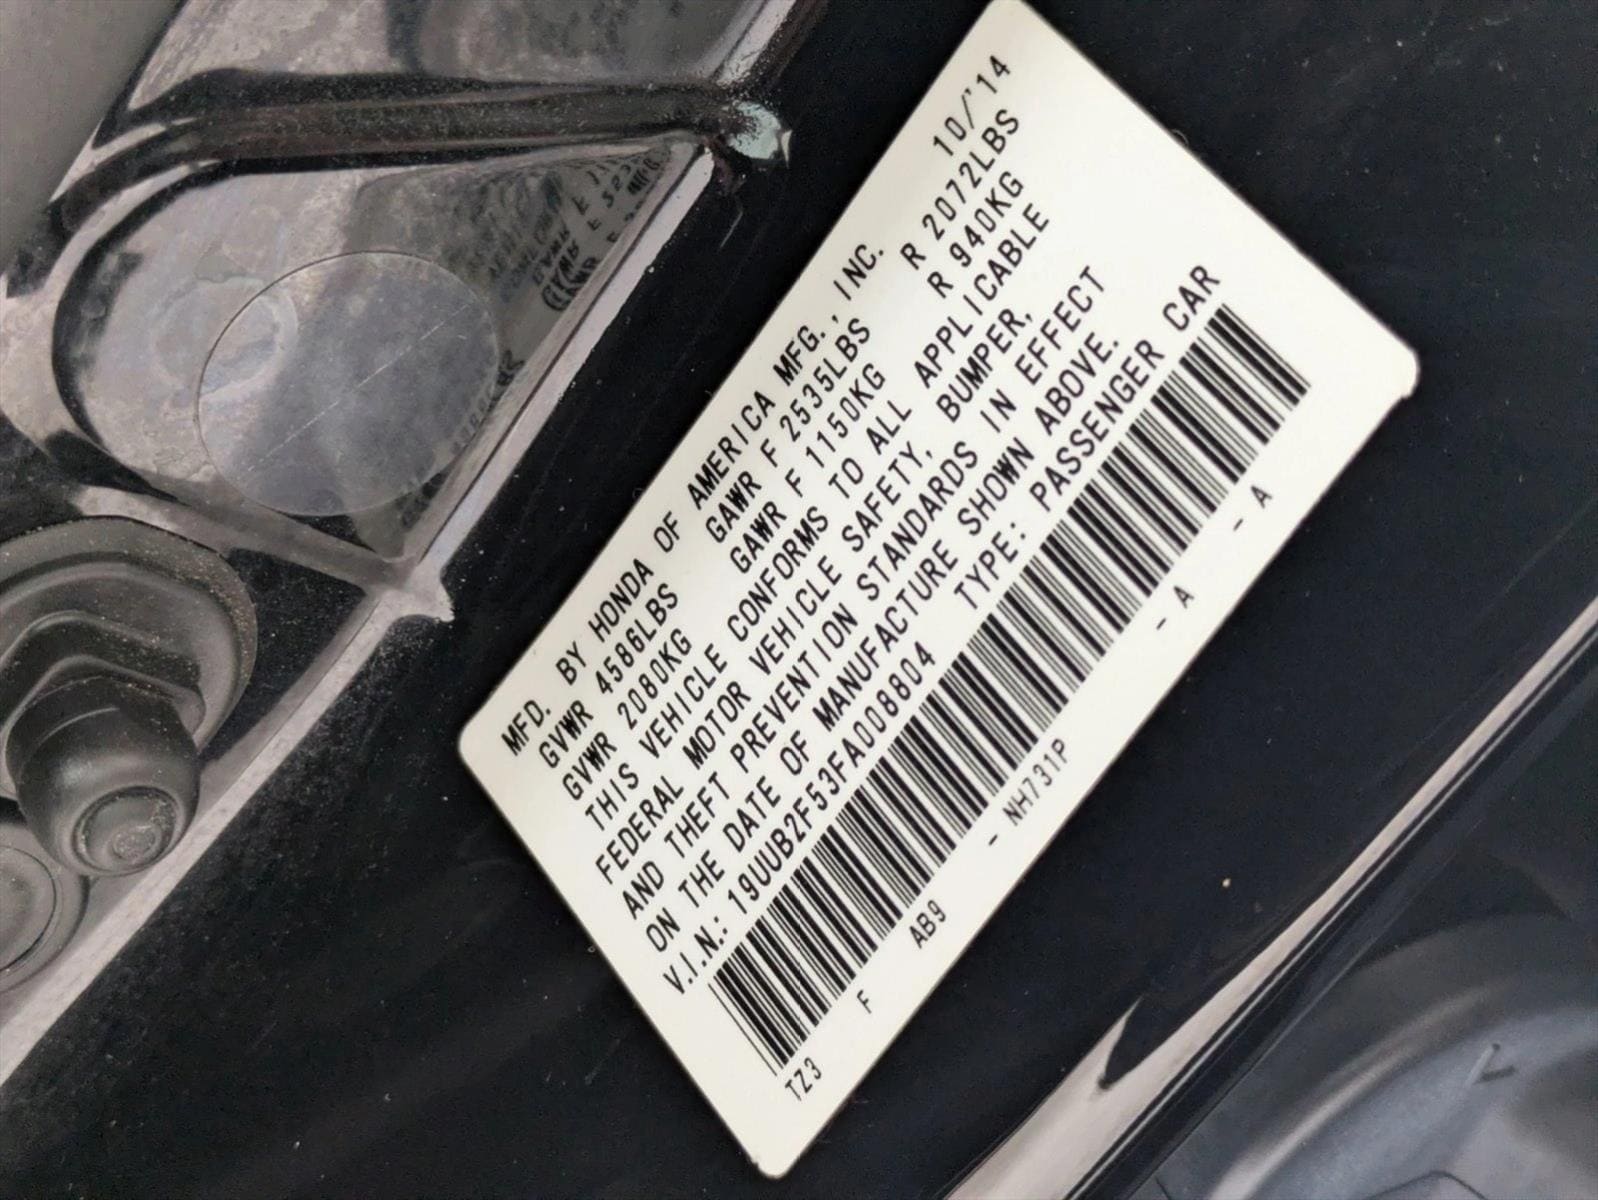 MFD. BY HONDA OF AMERICA MFG., INC. 10/'14
GVWR 4586LBS GAWR F 2535LBS R 2072LBS
GVWR 2080KG GAWR F 1150KG R 940KG
THIS VEHICLE CONFORMS TO ALL APPLICABLE
FEDERAL MOTOR VEHICLE SAFETY, BUMPER,
AND THEFT PREVENTION STANDARDS IN EFFECT
ON THE DATE OF MANUFACTURE SHOWN ABOVE.
V.I.N.: 19UUB2F53FA008804 TYPE: PASSENGER CAR
TZ3 F AB9 - NH731P - A - A